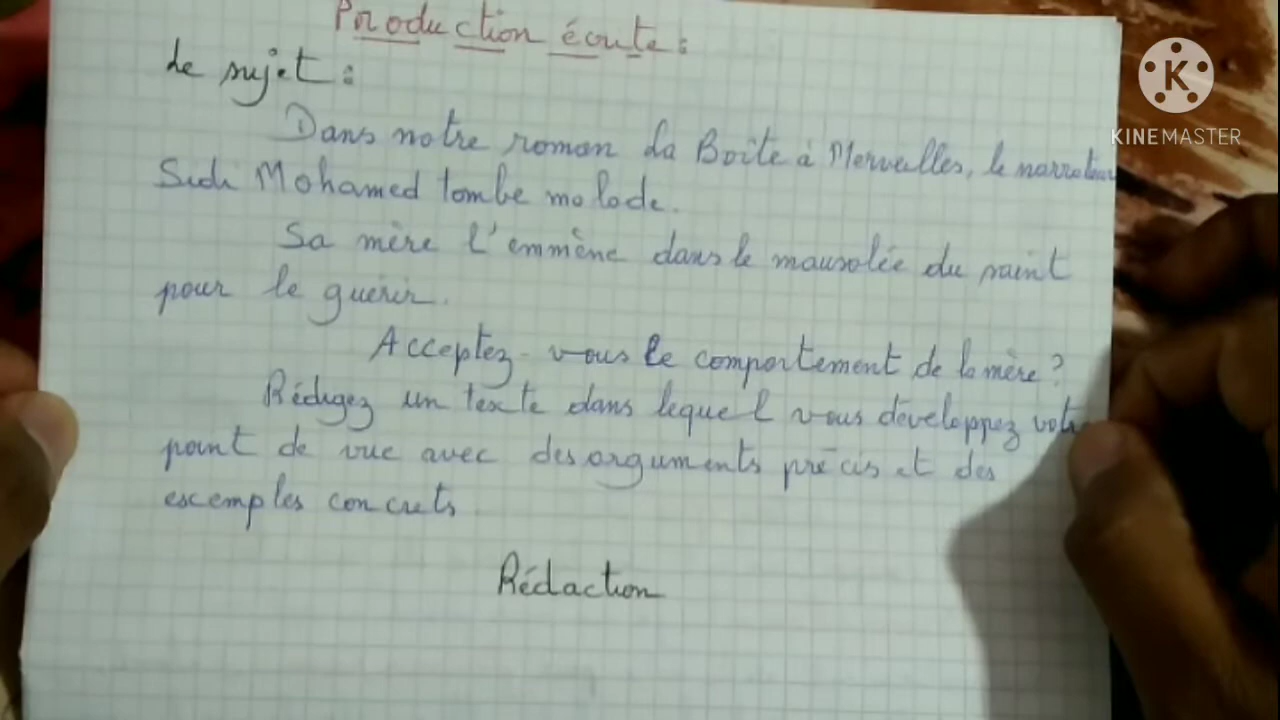 Production écrite :
Le sujet :
Dans notre roman La Boîte à Merveilles, le narrateur
Sidi Mohamed tombe malade.
Sa mère l'emmène dans le mausolée du saint
pour le guérir.
Acceptez-vous le comportement de la mère ?
Rédigez un texte dans lequel vous développez votre
point de vue avec des arguments précis et des
exemples concrets
Rédaction
K
KINEMASTER